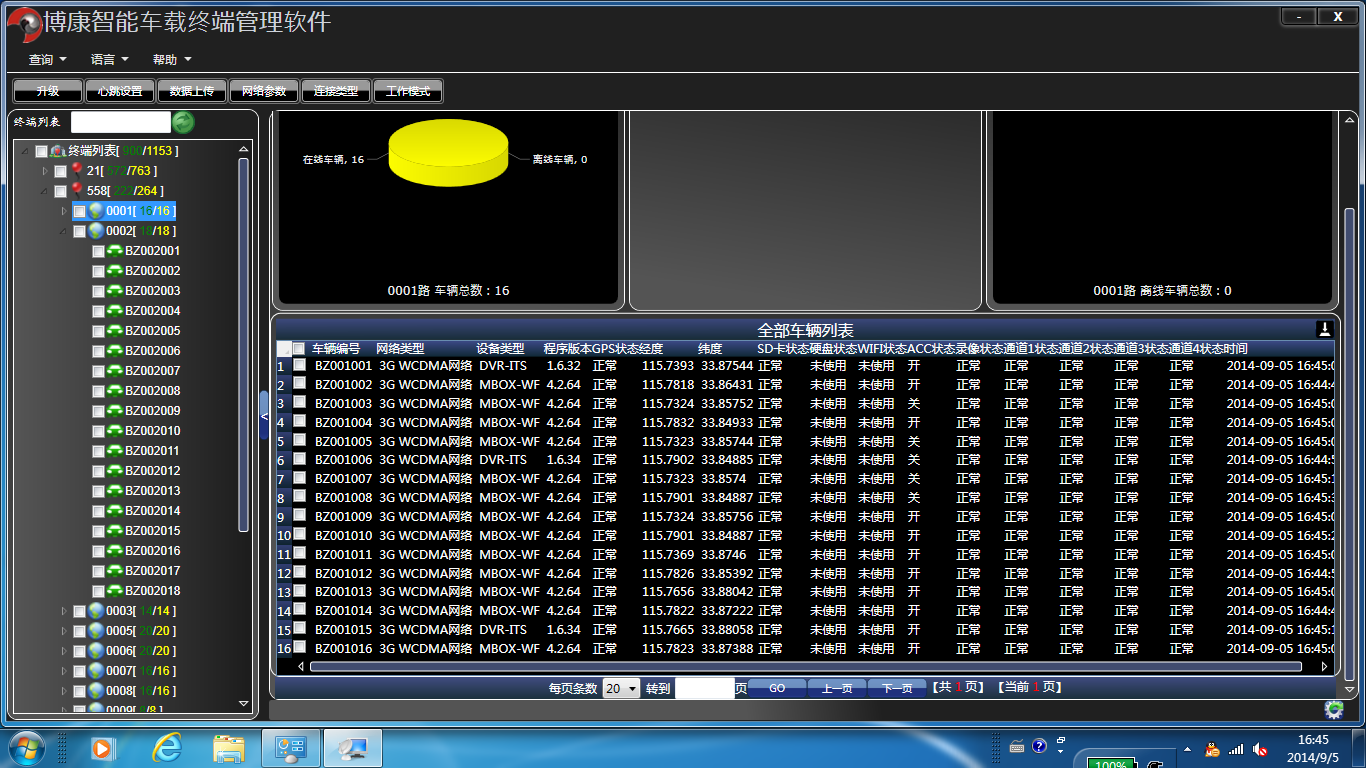 博康智能车载终端管理软件
- X
查询 语言 帮助
升级 心跳设置 数据上传 网络参数 连接类型 工作模式
终端列表
终端列表[ 900/1153 ]
21[ 572/763 ]
558[ 222/264 ]
0001[ 16/16 ]
0002[ 18/18 ]
BZ002001
BZ002002
BZ002003
BZ002004
BZ002005
BZ002006
BZ002007
BZ002008
BZ002009
BZ002010
BZ002011
BZ002012
BZ002013
BZ002014
BZ002015
BZ002016
BZ002017
BZ002018
0003[ 14/14 ]
0005[ 20/20 ]
0006[ 20/20 ]
0007[ 16/16 ]
0008[ 16/16 ]
0009[ 8/8 ]
在线车辆, 16 离线车辆, 0
0001路 车辆总数：16
0001路 离线车辆总数：0
<
全部车辆列表
车辆编号 网络类型 设备类型 程序版本 GPS状态 经度 纬度 SD卡状态 硬盘状态 WIFI状态 ACC状态 录像状态 通道1状态 通道2状态 通道3状态 通道4状态 时间
1 BZ001001 3G WCDMA网络 DVR-ITS 1.6.32 正常 115.7393 33.87544 正常 未使用 未使用 开 正常 正常 正常 正常 正常 2014-09-05 16:45:0
2 BZ001002 3G WCDMA网络 MBOX-WF 4.2.64 正常 115.7818 33.86431 正常 未使用 未使用 开 正常 正常 正常 正常 正常 2014-09-05 16:44:4
3 BZ001003 3G WCDMA网络 MBOX-WF 4.2.64 正常 115.7324 33.85752 正常 未使用 未使用 关 正常 正常 正常 正常 正常 2014-09-05 16:45:0
4 BZ001004 3G WCDMA网络 MBOX-WF 4.2.64 正常 115.7832 33.84933 正常 未使用 未使用 开 正常 正常 正常 正常 正常 2014-09-05 16:45:0
5 BZ001005 3G WCDMA网络 MBOX-WF 4.2.64 正常 115.7323 33.85744 正常 未使用 未使用 关 正常 正常 正常 正常 正常 2014-09-05 16:45:0
6 BZ001006 3G WCDMA网络 DVR-ITS 1.6.34 正常 115.7902 33.84885 正常 未使用 未使用 关 正常 正常 正常 正常 正常 2014-09-05 16:44:5
7 BZ001007 3G WCDMA网络 MBOX-WF 4.2.64 正常 115.7323 33.8574 正常 未使用 未使用 关 正常 正常 正常 正常 正常 2014-09-05 16:45:1
8 BZ001008 3G WCDMA网络 MBOX-WF 4.2.64 正常 115.7901 33.84887 正常 未使用 未使用 关 正常 正常 正常 正常 正常 2014-09-05 16:45:3
9 BZ001009 3G WCDMA网络 MBOX-WF 4.2.64 正常 115.7324 33.85756 正常 未使用 未使用 开 正常 正常 正常 正常 正常 2014-09-05 16:45:0
10 BZ001010 3G WCDMA网络 MBOX-WF 4.2.64 正常 115.7901 33.84887 正常 未使用 未使用 开 正常 正常 正常 正常 正常 2014-09-05 16:45:2
11 BZ001011 3G WCDMA网络 MBOX-WF 4.2.64 正常 115.7369 33.8746 正常 未使用 未使用 开 正常 正常 正常 正常 正常 2014-09-05 16:45:0
12 BZ001012 3G WCDMA网络 MBOX-WF 4.2.64 正常 115.7826 33.85392 正常 未使用 未使用 开 正常 正常 正常 正常 正常 2014-09-05 16:44:5
13 BZ001013 3G WCDMA网络 MBOX-WF 4.2.64 正常 115.7656 33.88042 正常 未使用 未使用 开 正常 正常 正常 正常 正常 2014-09-05 16:45:0
14 BZ001014 3G WCDMA网络 MBOX-WF 4.2.64 正常 115.7822 33.87222 正常 未使用 未使用 开 正常 正常 正常 正常 正常 2014-09-05 16:44:4
15 BZ001015 3G WCDMA网络 DVR-ITS 1.6.34 正常 115.7665 33.88058 正常 未使用 未使用 开 正常 正常 正常 正常 正常 2014-09-05 16:45:1
16 BZ001016 3G WCDMA网络 MBOX-WF 4.2.64 正常 115.7823 33.87388 正常 未使用 未使用 开 正常 正常 正常 正常 正常 2014-09-05 16:45:0
每页条数 20 转到 页 GO 上一页 下一页 【共 1 页】 【当前 1 页】
100%
16:45
2014/9/5